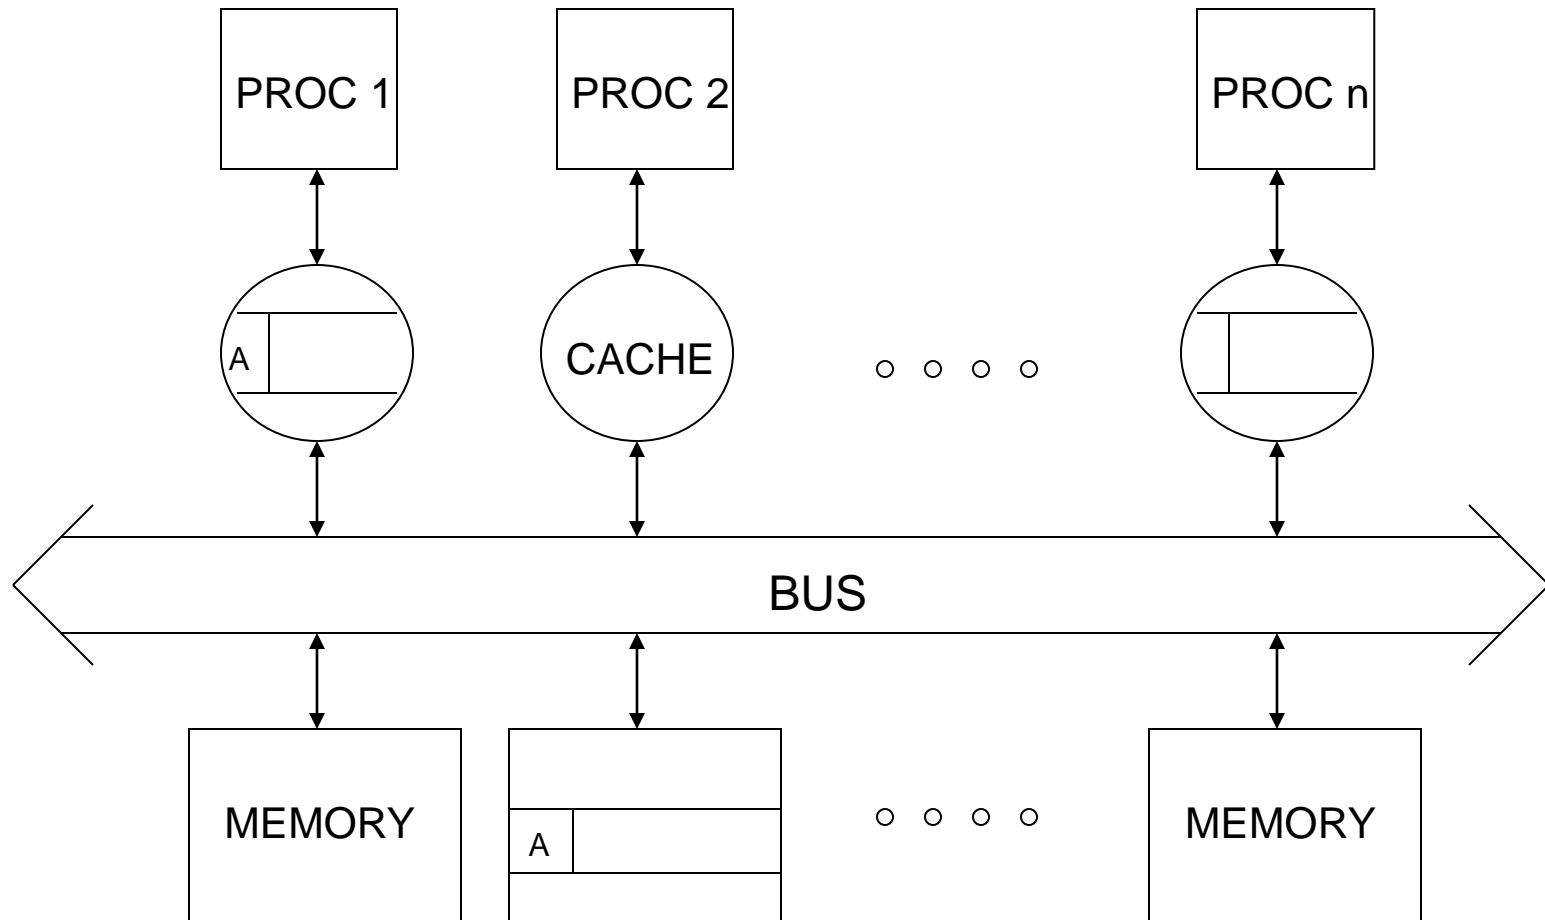 PROC 1
PROC 2
PROC n
A
CACHE
BUS
MEMORY
A
MEMORY